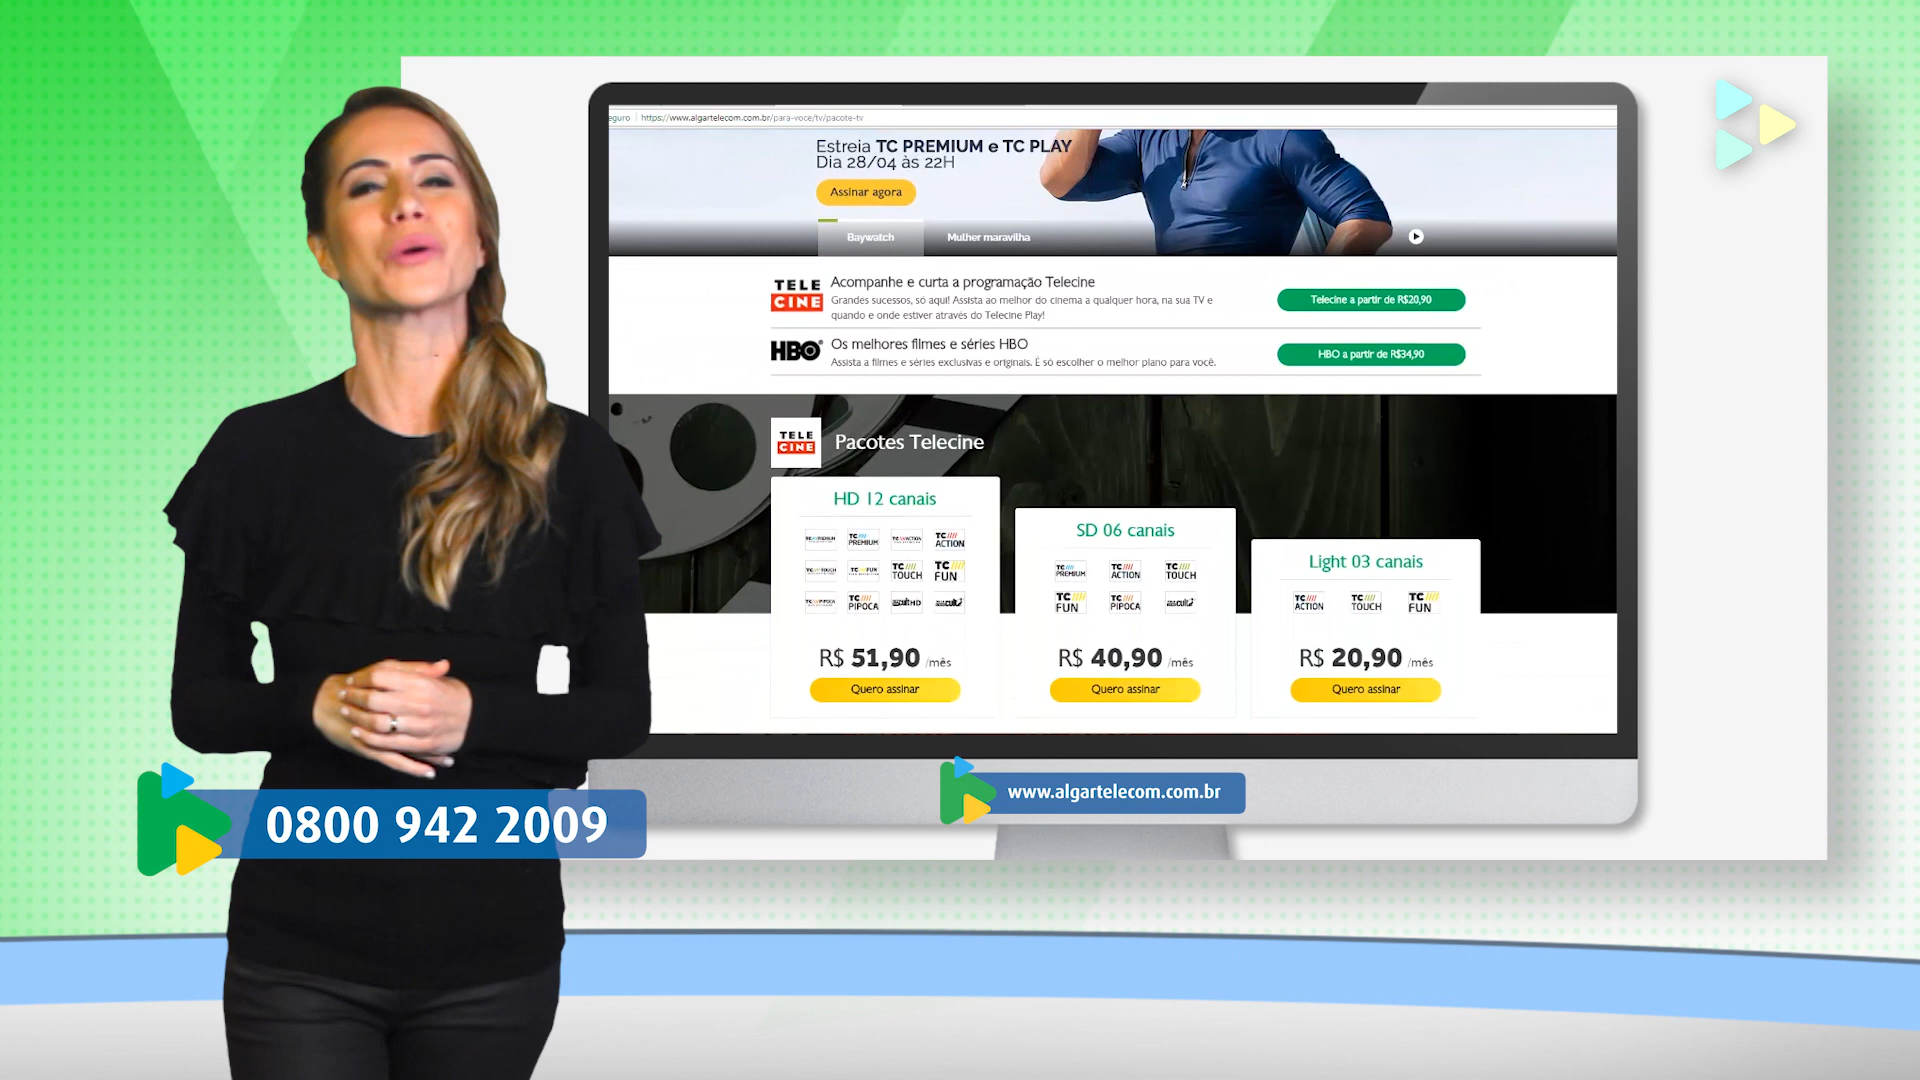 eguro
https://www.algartelecom.com.br/para-voce/tv/pacote-tv
Estreia TC PREMIUM e TC PLAY
Dia 28/04 às 22H
Assinar agora
Baywatch
Mulher maravilha
TELE CINE
Acompanhe e curta a programação Telecine
Grandes sucessos, só aqui! Assista ao melhor do cinema a qualquer hora, na sua TV e
quando e onde estiver através do Telecine Play!
Telecine a partir de R$20,90
HBO
Os melhores filmes e séries HBO
Assista a filmes e séries exclusivas e originais. É só escolher o melhor plano para você.
HBO a partir de R$34,90
TELE CINE
Pacotes Telecine
HD 12 canais
TC PREMIUM
TC ACTION
TC TOUCH
TC FUN
TC PIPOCA
R$ 51,90 /mês
Quero assinar
SD 06 canais
TC PREMIUM
TC ACTION
TC TOUCH
TC FUN
TC PIPOCA
R$ 40,90 /mês
Quero assinar
Light 03 canais
TC ACTION
TC TOUCH
TC FUN
R$ 20,90 /mês
Quero assinar
www.algartelecom.com.br
0800 942 2009